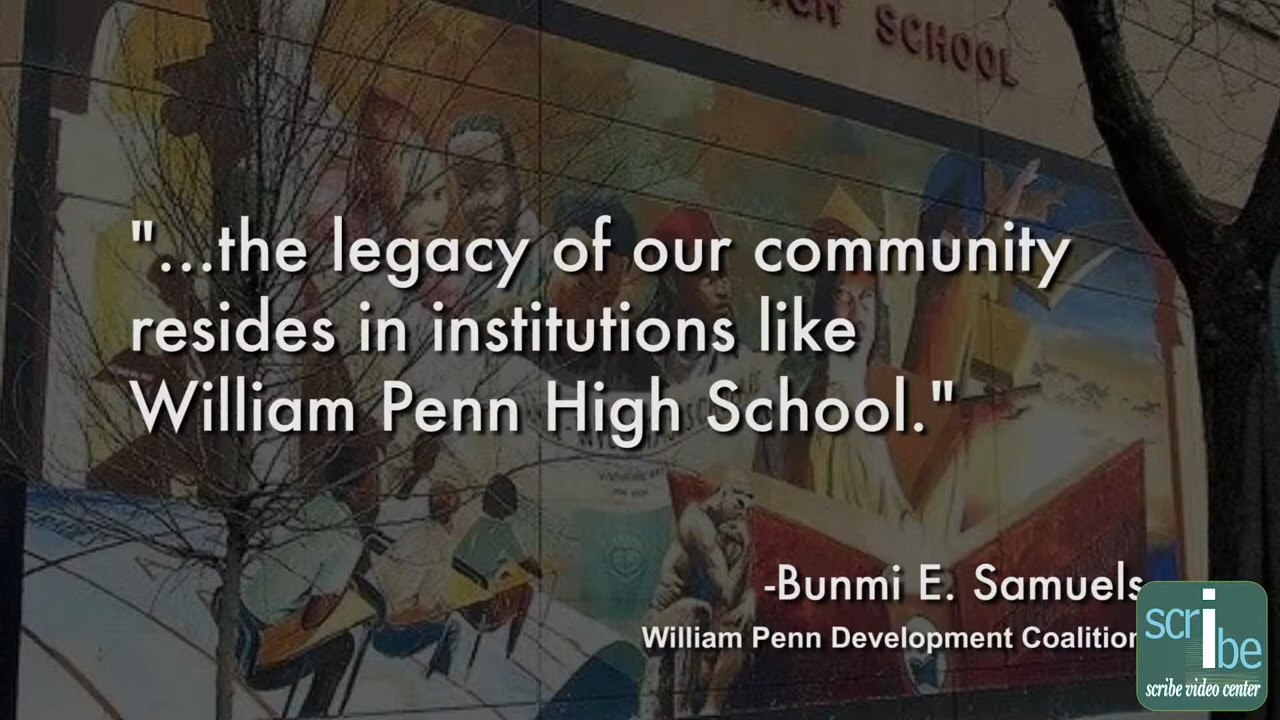 SCHOOL
"...the legacy of our community
resides in institutions like
William Penn High School."
-Bunmi E. Samuels
William Penn Development Coalition
scribe
scribe video center